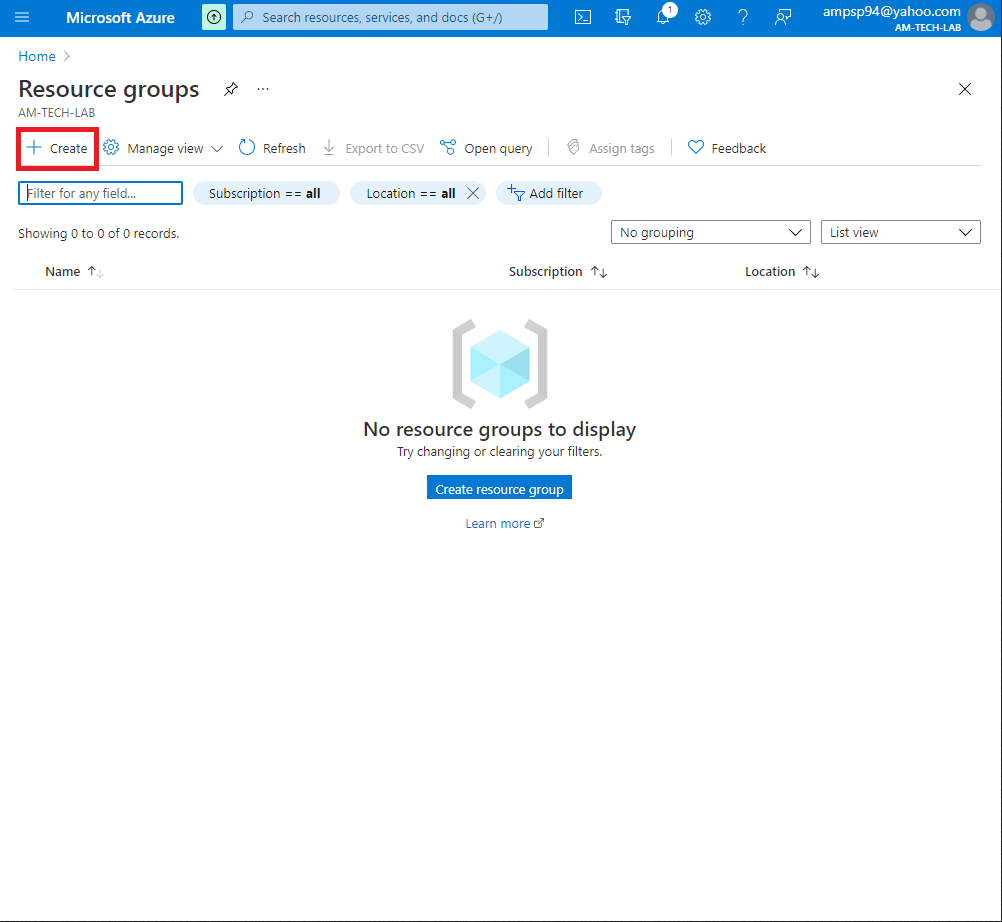 Microsoft Azure
Search resources, services, and docs (G+/)
1
?
ampsp94@yahoo.com
AM-TECH-LAB
Home >
Resource groups
...
AM-TECH-LAB
+ Create
Manage view
Refresh
Export to CSV
Open query
Assign tags
Feedback
Filter for any field...
Subscription == all
Location == all
Add filter
Showing 0 to 0 of 0 records.
No grouping
List view
Name ↑↓
Subscription ↑↓
Location ↑↓
No resource groups to display
Try changing or clearing your filters.
Create resource group
Learn more